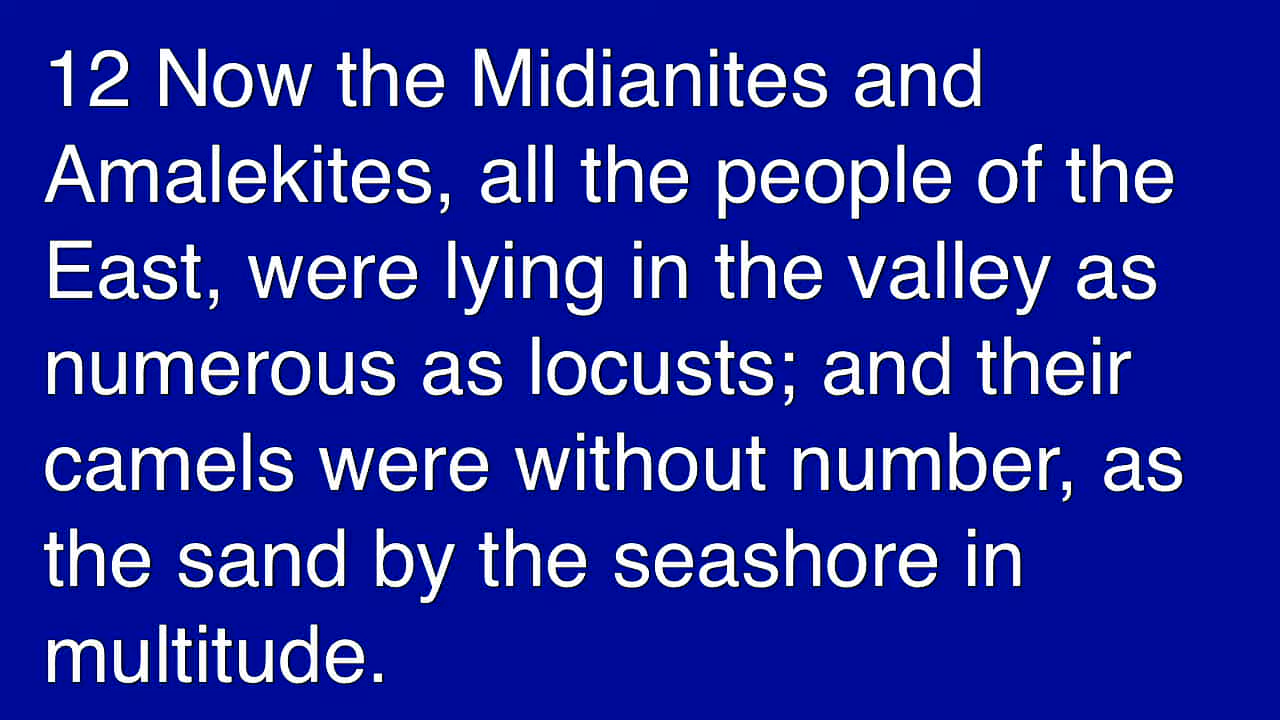 12 Now the Midianites and
Amalekites, all the people of the
East, were lying in the valley as
numerous as locusts; and their
camels were without number, as
the sand by the seashore in
multitude.